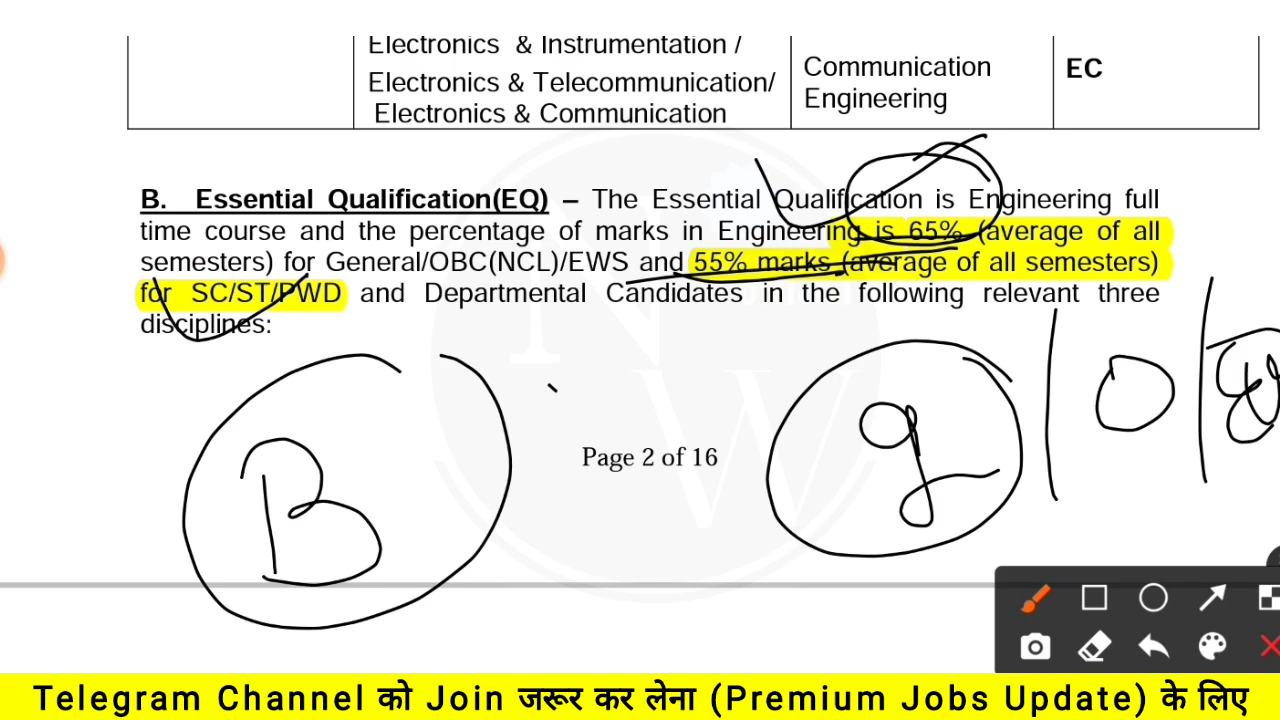 Electronics & Instrumentation /
Electronics & Telecommunication/
Electronics & Communication
Communication
Engineering
EC
B. Essential Qualification(EQ) – The Essential Qualification is Engineering full
time course and the percentage of marks in Engineering is 65% (average of all
semesters) for General/OBC(NCL)/EWS and 55% marks (average of all semesters)
for SC/ST/PWD and Departmental Candidates in the following relevant three
disciplines:
B
g
0
Page 2 of 16
NW
Telegram Channel को Join जरूर कर लेना (Premium Jobs Update) के लिए